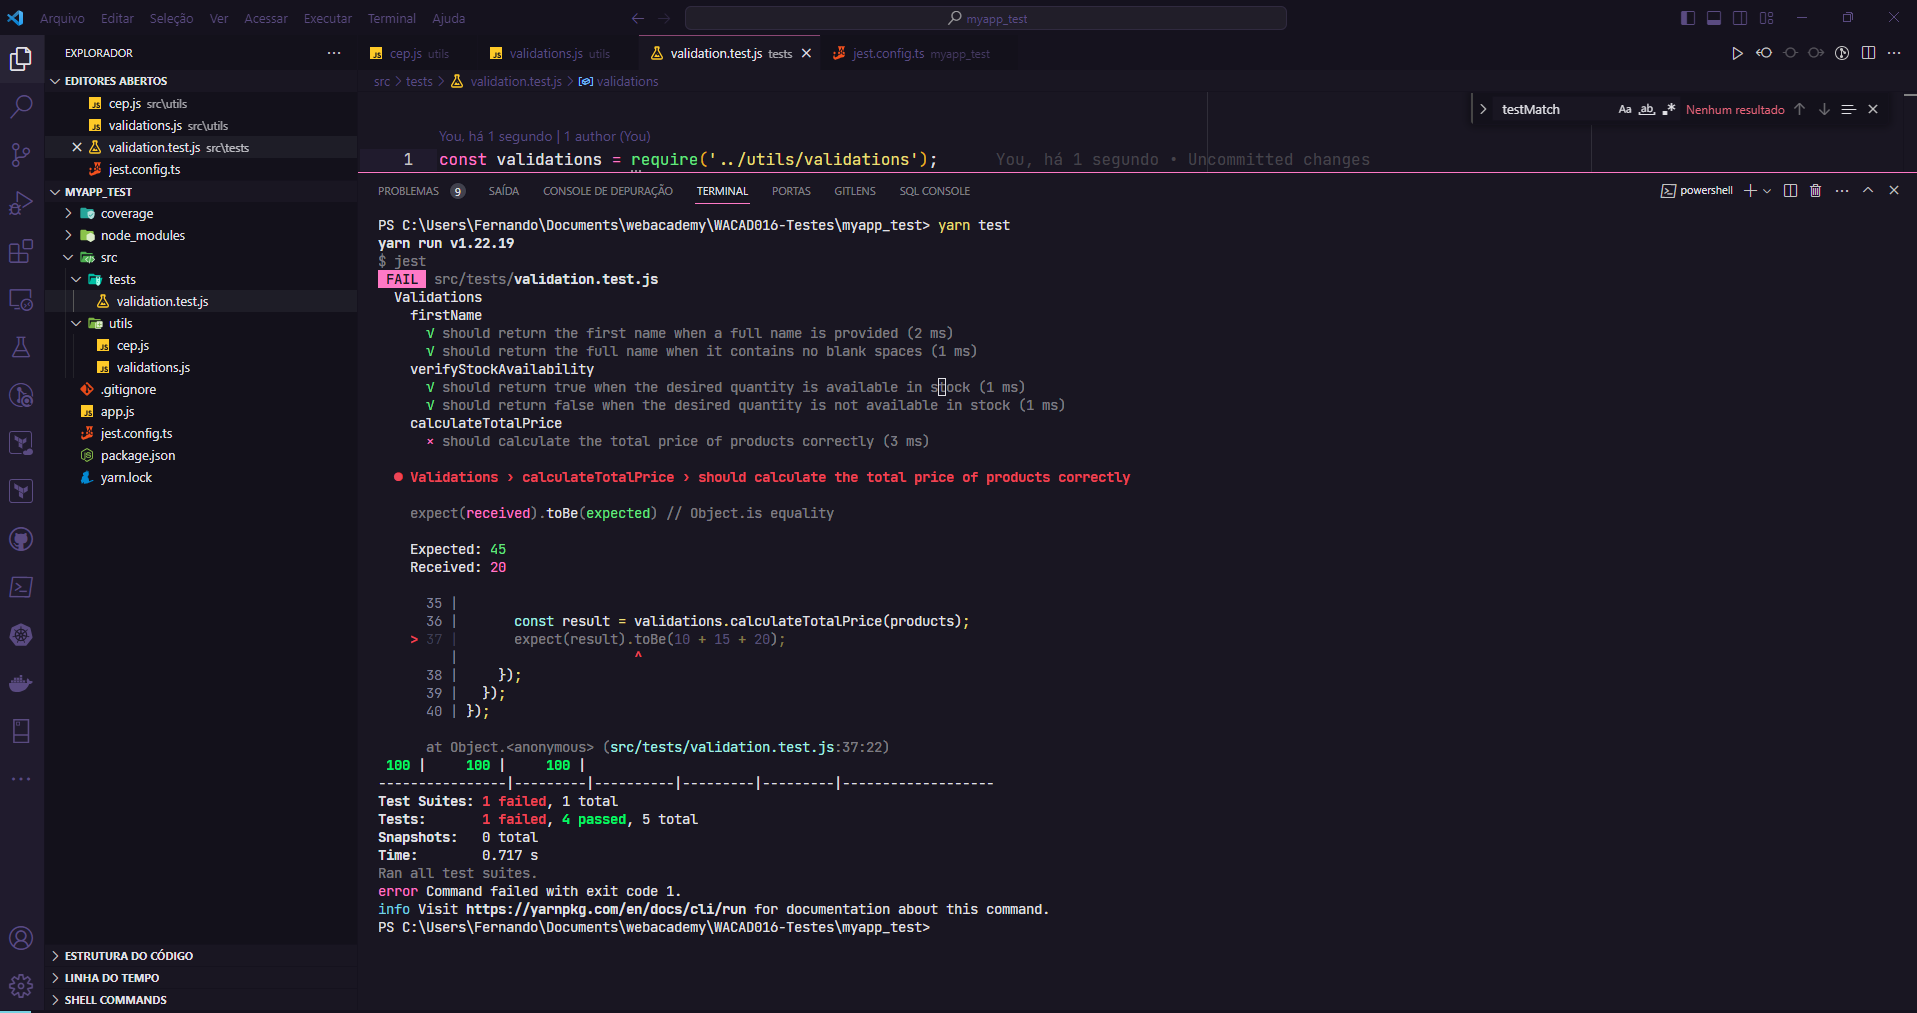 Arquivo Editar Seleção Ver Acessar Executar Terminal Ajuda
myapp_test
EXPLORADOR
EDITORES ABERTOS
cep.js src\utils
validations.js src\utils
validation.test.js src\tests
jest.config.ts
MYAPP_TEST
coverage
node_modules
src
tests
validation.test.js
utils
cep.js
validations.js
.gitignore
app.js
jest.config.ts
package.json
yarn.lock
ESTRUTURA DO CÓDIGO
LINHA DO TEMPO
SHELL COMMANDS
cep.js utils
validations.js utils
validation.test.js tests
jest.config.ts myapp_test
src > tests > validation.test.js > validations
testMatch Aa ab .* Nenhum resultado
You, há 1 segundo | 1 author (You)
1 const validations = require('../utils/validations'); You, há 1 segundo • Uncommitted changes
PROBLEMAS 9 SAÍDA CONSOLE DE DEPURAÇÃO TERMINAL PORTAS GITLENS SQL CONSOLE
powershell
PS C:\Users\Fernando\Documents\webacademy\WACAD016-Testes\myapp_test> yarn test
yarn run v1.22.19
$ jest
FAIL src/tests/validation.test.js
Validations
firstName
√ should return the first name when a full name is provided (2 ms)
√ should return the full name when it contains no blank spaces (1 ms)
verifyStockAvailability
√ should return true when the desired quantity is available in stock (1 ms)
√ should return false when the desired quantity is not available in stock (1 ms)
calculateTotalPrice
× should calculate the total price of products correctly (3 ms)
● Validations › calculateTotalPrice › should calculate the total price of products correctly
expect(received).toBe(expected) // Object.is equality
Expected: 45
Received: 20
35 |
36 | const result = validations.calculateTotalPrice(products);
> 37 | expect(result).toBe(10 + 15 + 20);
| ^
38 | });
39 | });
40 | });
at Object.<anonymous> (src/tests/validation.test.js:37:22)
100 | 100 | 100 |
----------------|---------|----------|---------|---------|-------------------
Test Suites: 1 failed, 1 total
Tests: 1 failed, 4 passed, 5 total
Snapshots: 0 total
Time: 0.717 s
Ran all test suites.
error Command failed with exit code 1.
info Visit https://yarnpkg.com/en/docs/cli/run for documentation about this command.
PS C:\Users\Fernando\Documents\webacademy\WACAD016-Testes\myapp_test>